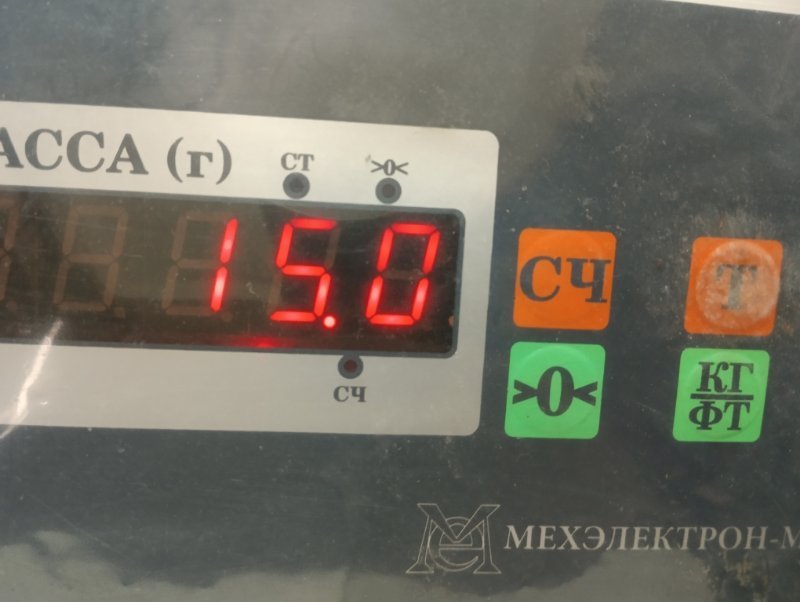 АССА (г)
СТ
>0<
15.0
СЧ
СЧ
Т
>0<
КГ
ФТ
МЕХЭЛЕКТРОН-М